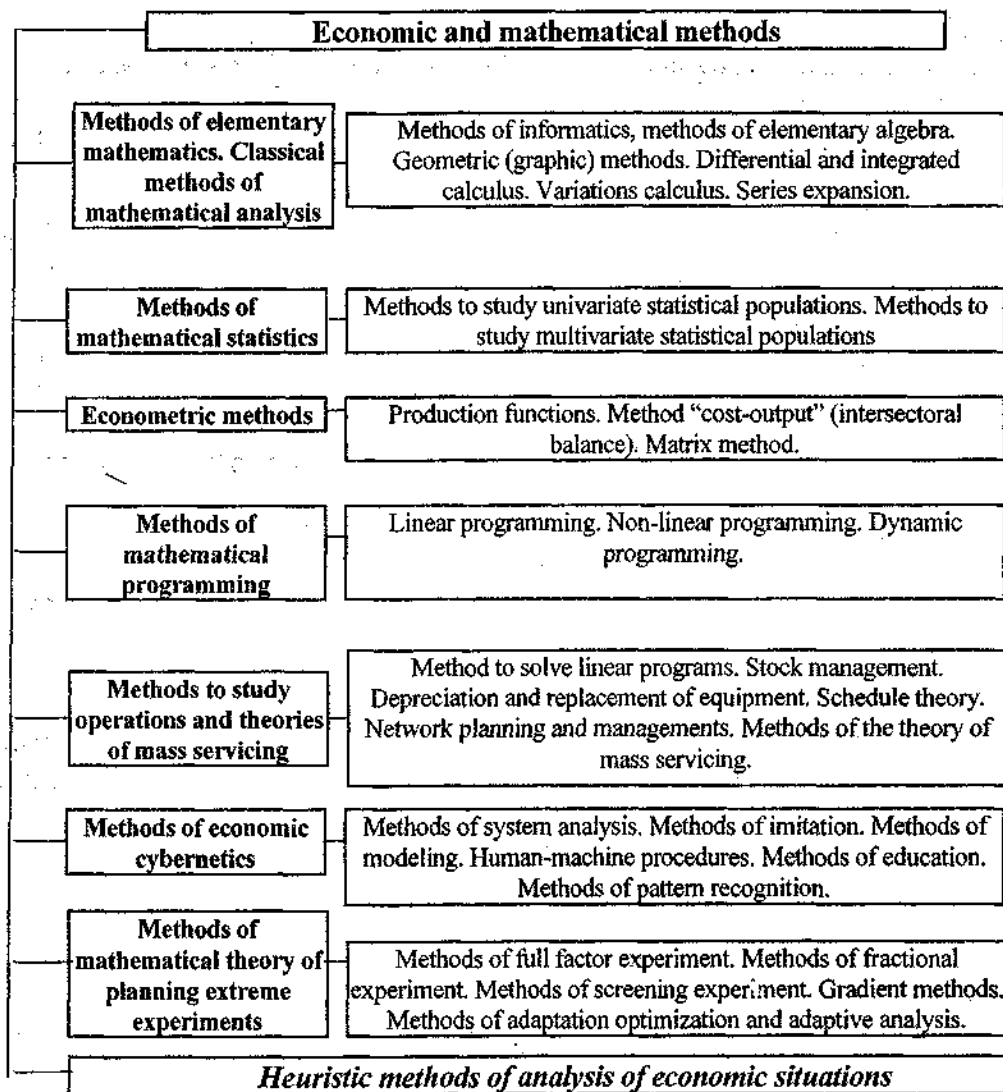 Economic and mathematical methods
Methods of elementary
mathematics. Classical
methods of
mathematical analysis
Methods of informatics, methods of elementary algebra.
Geometric (graphic) methods. Differential and integrated
calculus. Variations calculus. Series expansion.
Methods of
mathematical statistics
Methods to study univariate statistical populations. Methods to
study multivariate statistical populations
Econometric methods
Production functions. Method “cost-output” (intersectoral
balance). Matrix method.
Methods of
mathematical
programming
Linear programming. Non-linear programming. Dynamic
programming.
Methods to study
operations and theories
of mass servicing
Method to solve linear programs. Stock management.
Depreciation and replacement of equipment. Schedule theory.
Network planning and managements. Methods of the theory of
mass servicing.
Methods of economic
cybernetics
Methods of system analysis. Methods of imitation. Methods of
modeling. Human-machine procedures. Methods of education.
Methods of pattern recognition.
Methods of
mathematical theory of
planning extreme
experiments
Methods of full factor experiment. Methods of fractional
experiment. Methods of screening experiment. Gradient methods.
Methods of adaptation optimization and adaptive analysis.
Heuristic methods of analysis of economic situations